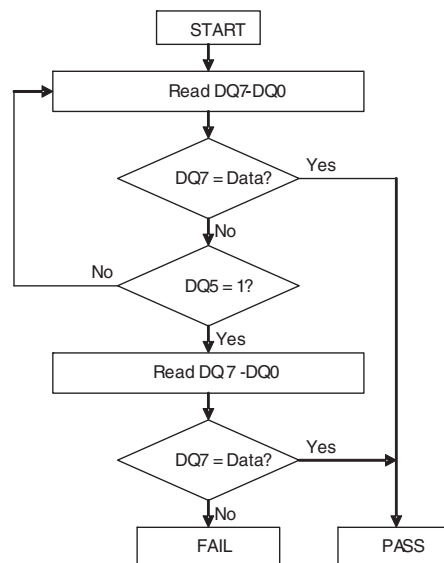 START
Read DQ7-DQ0
DQ7 = Data?
Yes
No
No
DQ5 = 1?
Yes
Read DQ 7 -DQ0
DQ7 = Data?
Yes
No
FAIL
PASS